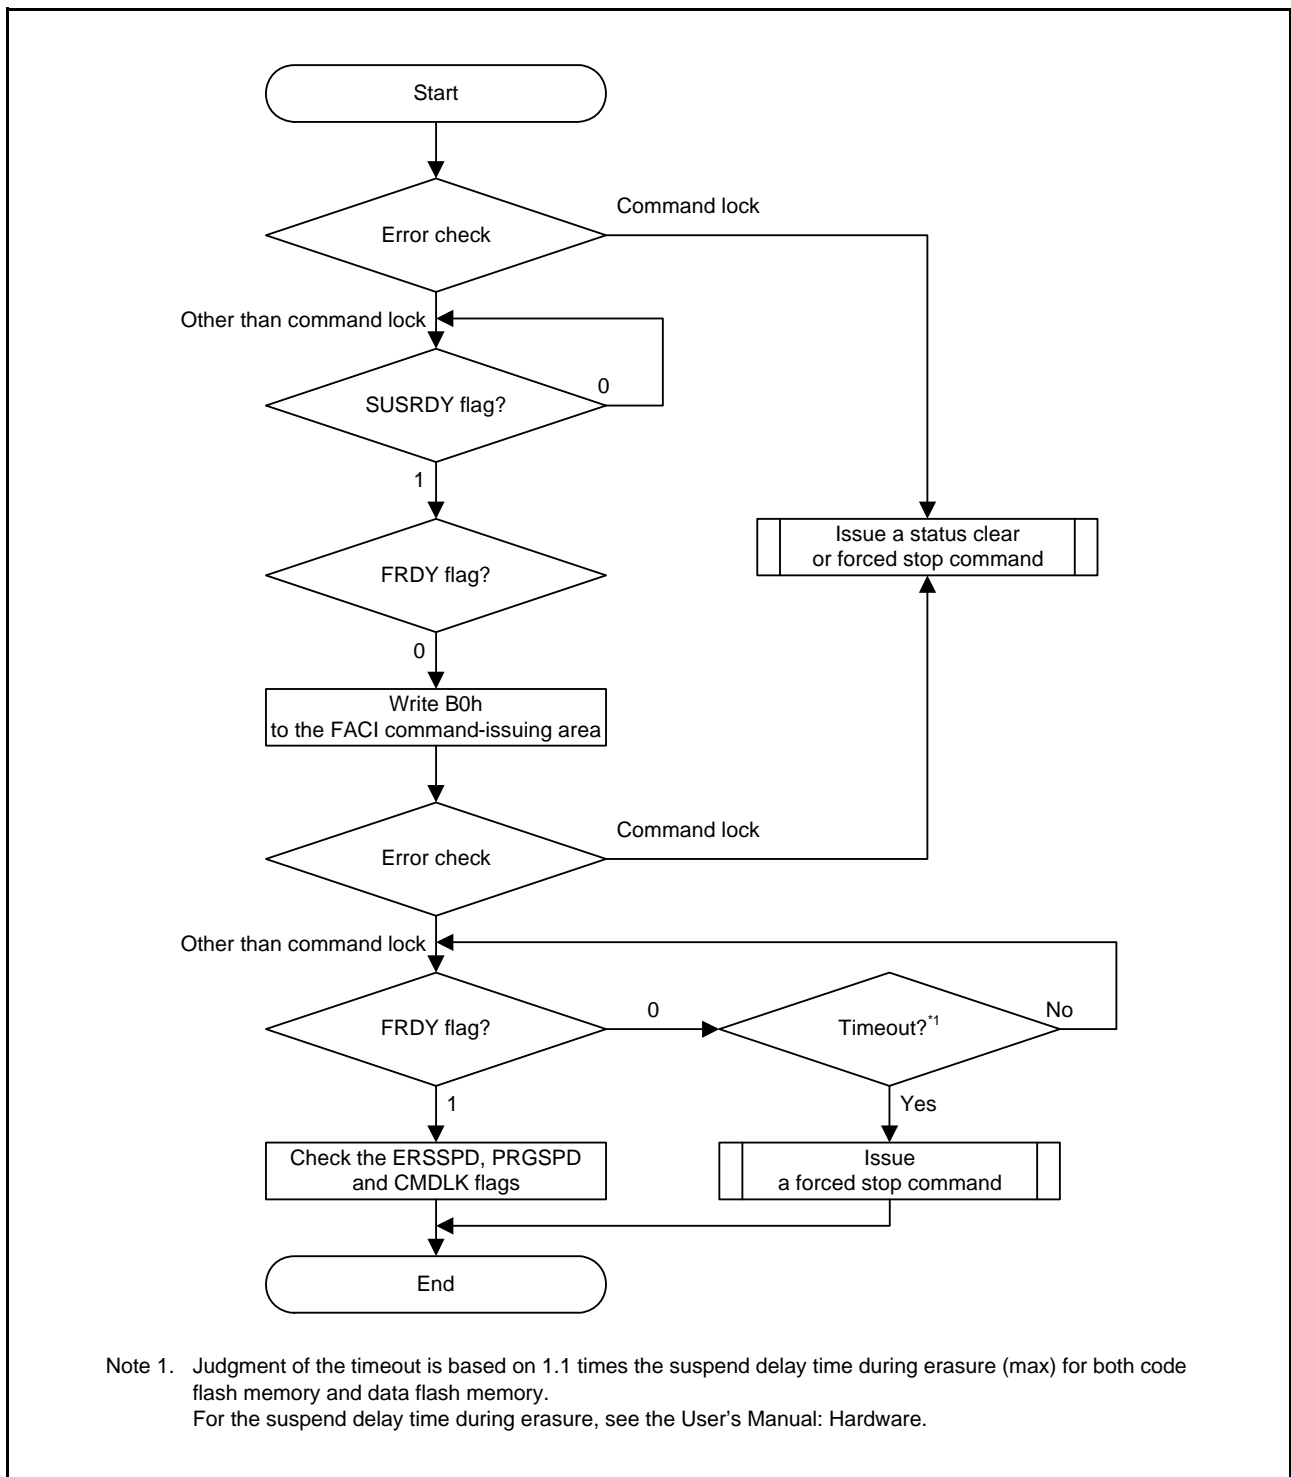 Start
Command lock
Error check
Other than command lock
0
SUSRDY flag?
1
Issue a status clear
or forced stop command
FRDY flag?
0
Write B0h
to the FACI command-issuing area
Command lock
Error check
Other than command lock
0
No
FRDY flag?
Timeout?*1
1
Yes
Check the ERSSPD, PRGSPD
and CMDLK flags
Issue
a forced stop command
End
Note 1. Judgment of the timeout is based on 1.1 times the suspend delay time during erasure (max) for both code
flash memory and data flash memory.
For the suspend delay time during erasure, see the User's Manual: Hardware.